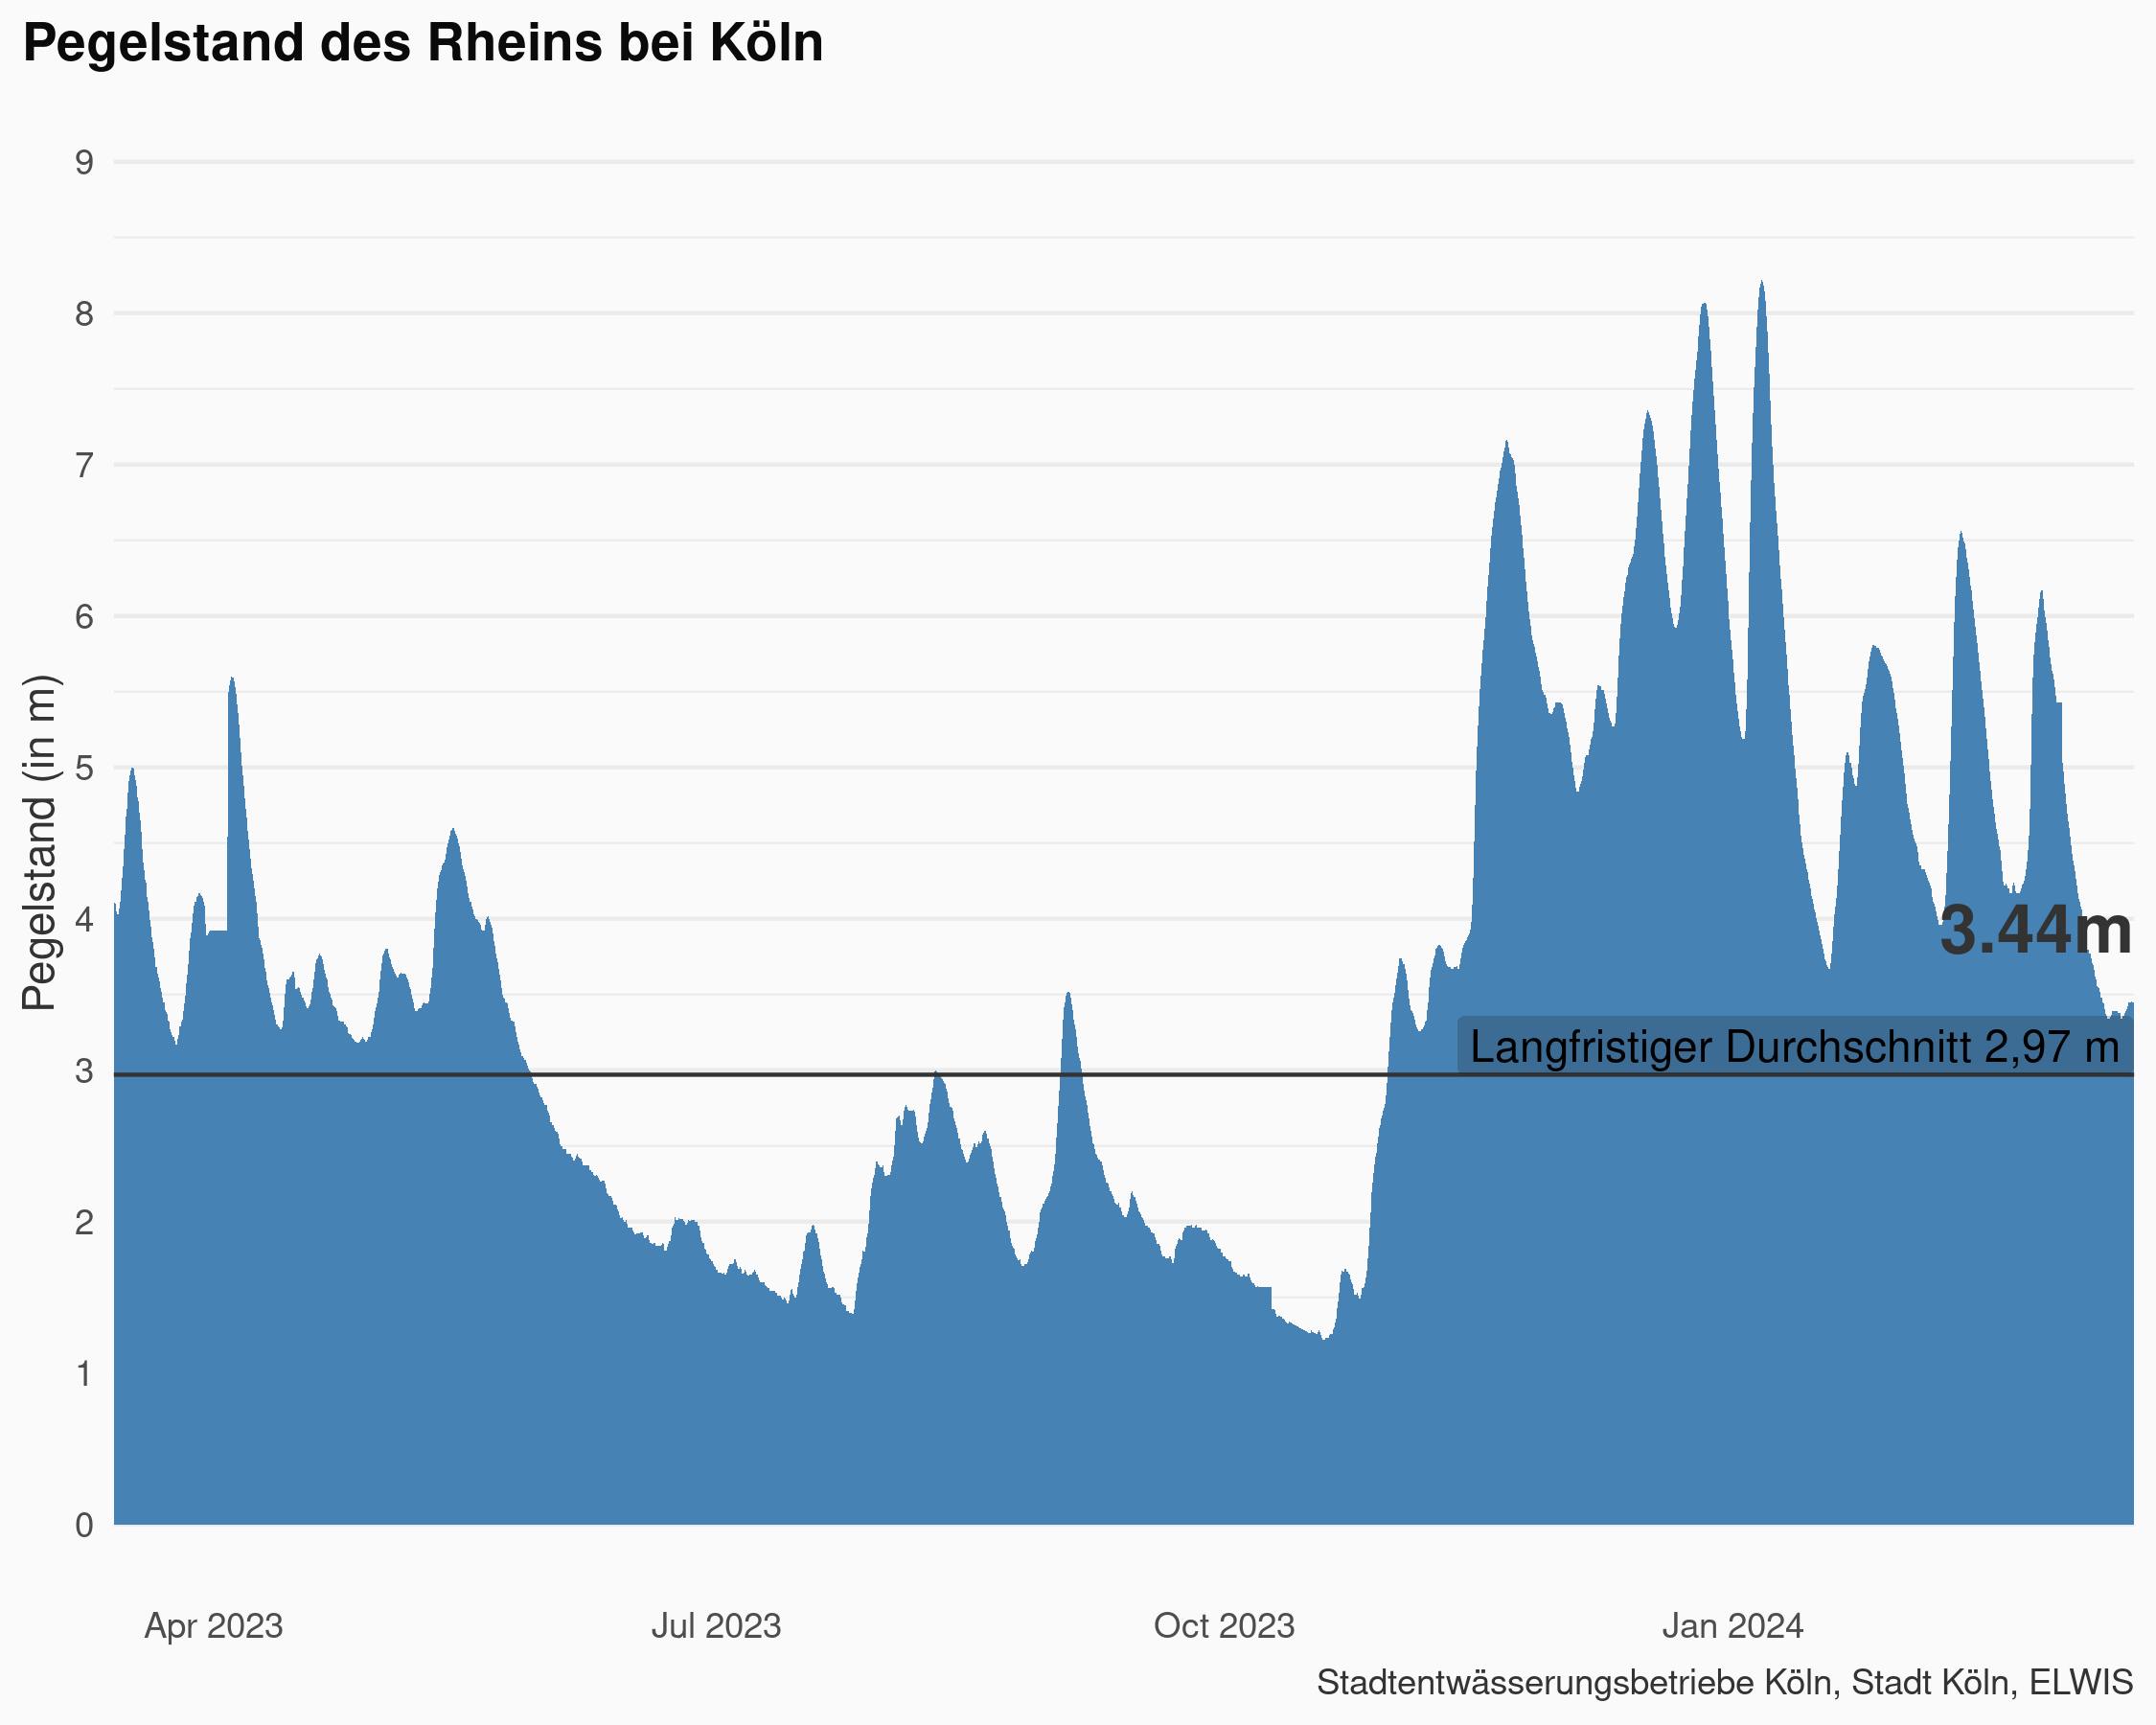 Pegelstand des Rheins bei Köln
9
8
7
6
5
4
3
2
1
0
Pegelstand (in m)
3.44m
Langfristiger Durchschnitt 2,97 m
Apr 2023
Jul 2023
Oct 2023
Jan 2024
Stadtentwässerungsbetriebe Köln, Stadt Köln, ELWIS